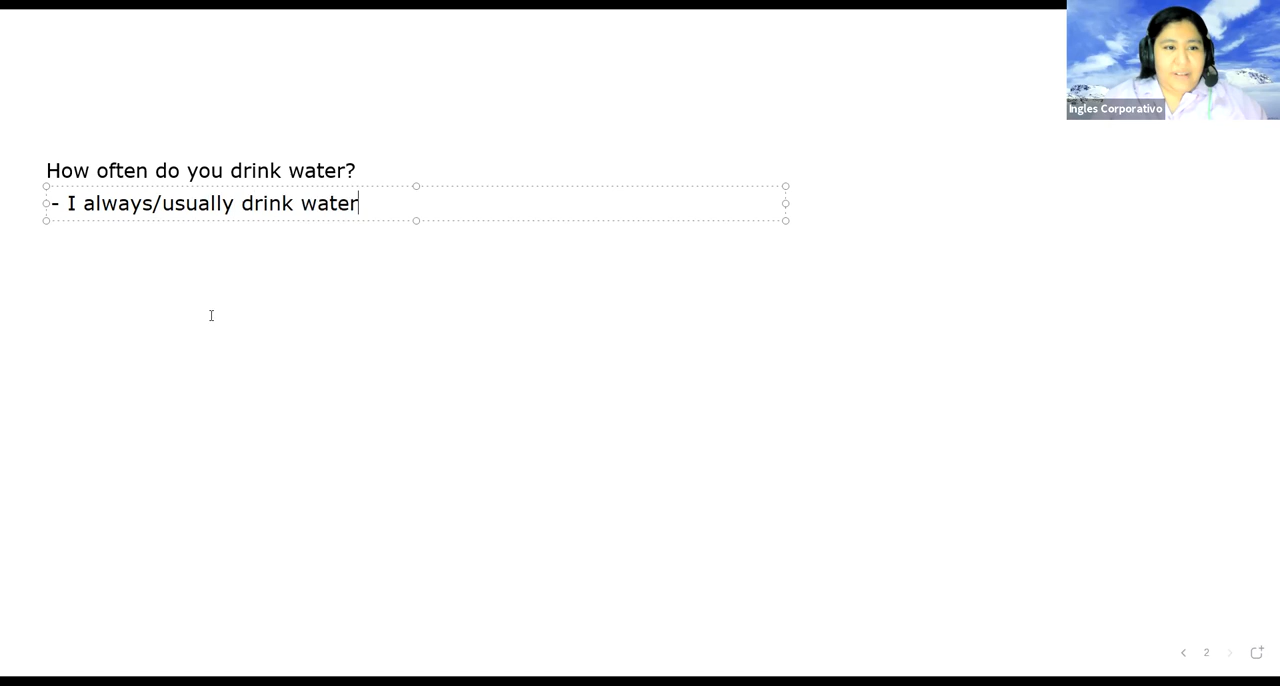 Ingles Corporativo
How often do you drink water?
- I always/usually drink water
2